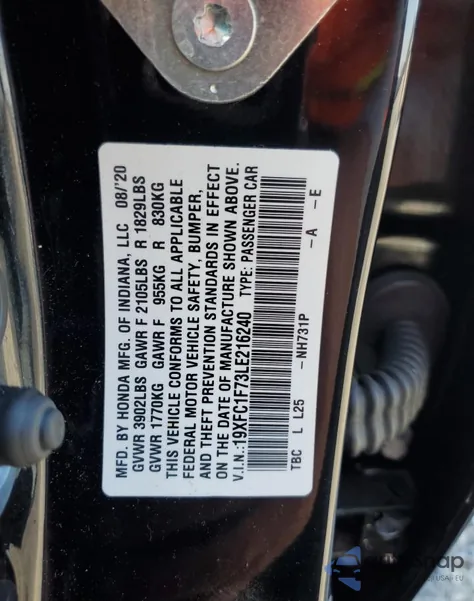 MFD. BY HONDA MFG. OF INDIANA, LLC 08/'20
GVWR 3902LBS GAWR F 2105LBS R 1829LBS
GVWR 1770KG GAWR F 955KG R 830KG
THIS VEHICLE CONFORMS TO ALL APPLICABLE
FEDERAL MOTOR VEHICLE SAFETY, BUMPER,
AND THEFT PREVENTION STANDARDS IN EFFECT
ON THE DATE OF MANUFACTURE SHOWN ABOVE.
V.I.N.:19XFC1F73LE216240 TYPE: PASSENGER CAR
TBC L L25 -NH731P -A -E